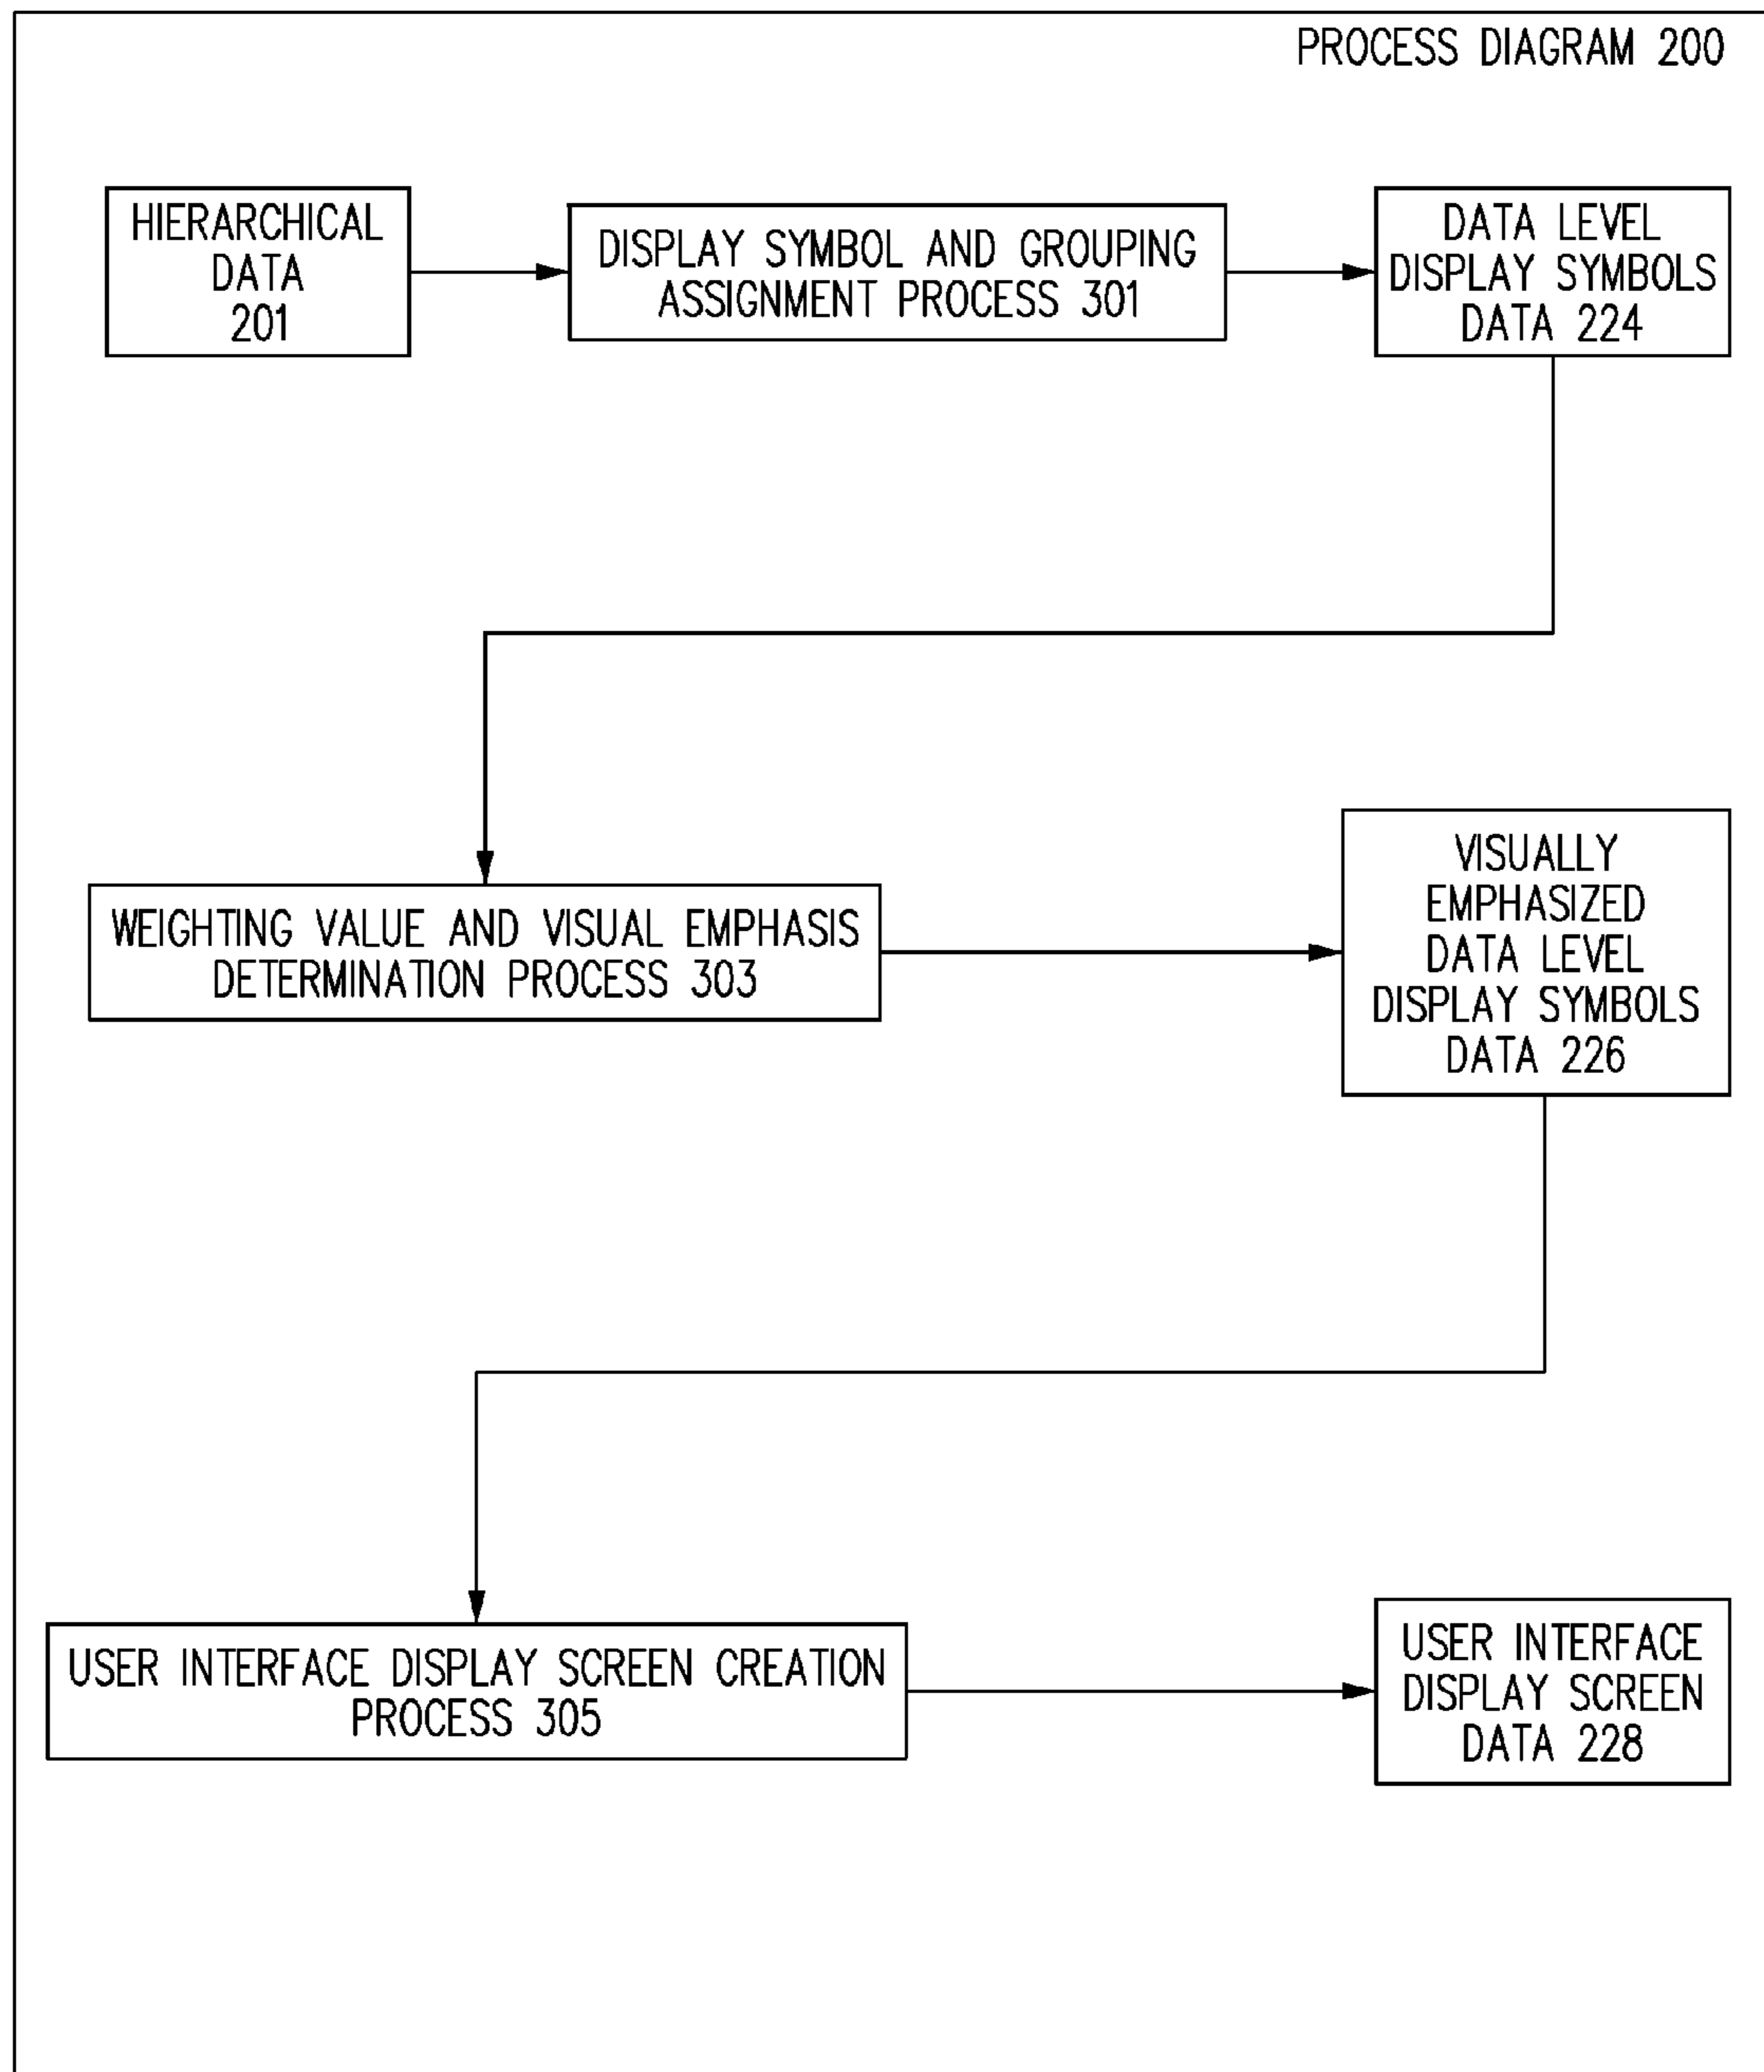 PROCESS DIAGRAM 200
HIERARCHICAL
DATA
201
DISPLAY SYMBOL AND GROUPING
ASSIGNMENT PROCESS 301
DATA LEVEL
DISPLAY SYMBOLS
DATA 224
WEIGHTING VALUE AND VISUAL EMPHASIS
DETERMINATION PROCESS 303
VISUALLY
EMPHASIZED
DATA LEVEL
DISPLAY SYMBOLS
DATA 226
USER INTERFACE DISPLAY SCREEN CREATION
PROCESS 305
USER INTERFACE
DISPLAY SCREEN
DATA 228